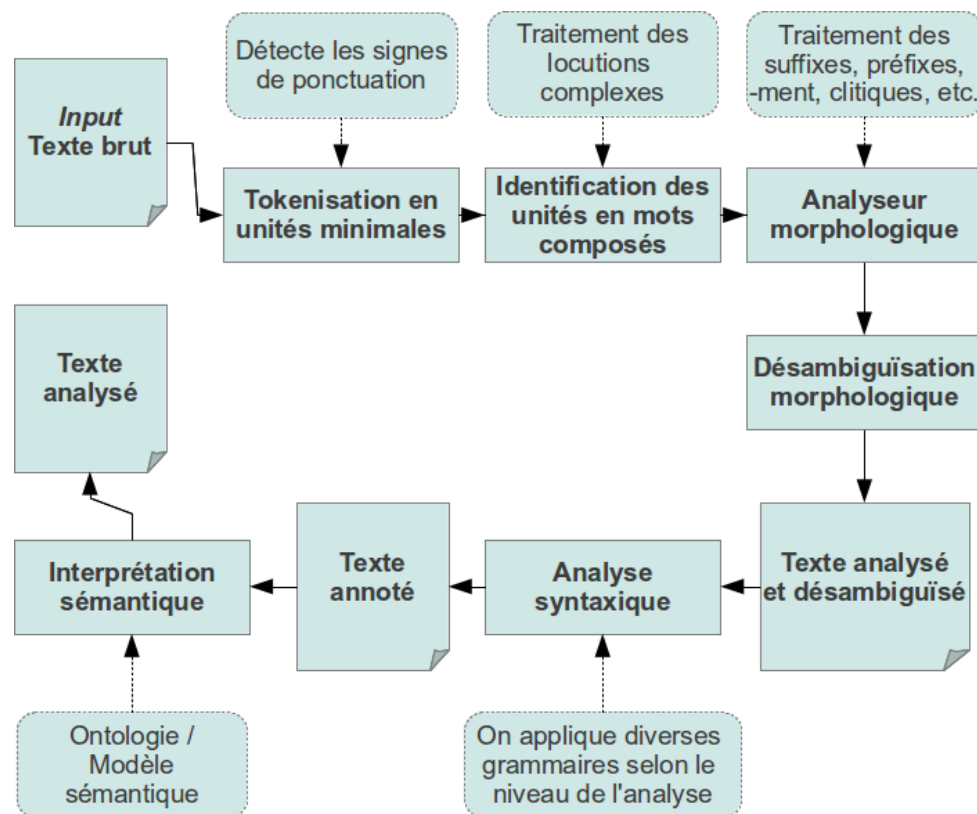 Détecte les signes
de ponctuation
Traitement des
locutions
complexes
Traitement des
suffixes, préfixes,
-ment, clitiques, etc.
Input
Texte brut
Tokenisation en
unités minimales
Identification des
unités en mots
composés
Analyseur
morphologique
Désambiguïsation
morphologique
Texte analysé
et désambiguïsé
Analyse
syntaxique
On applique diverses
grammaires selon le
niveau de l'analyse
Texte
annoté
Interprétation
sémantique
Ontologie /
Modèle
sémantique
Texte
analysé